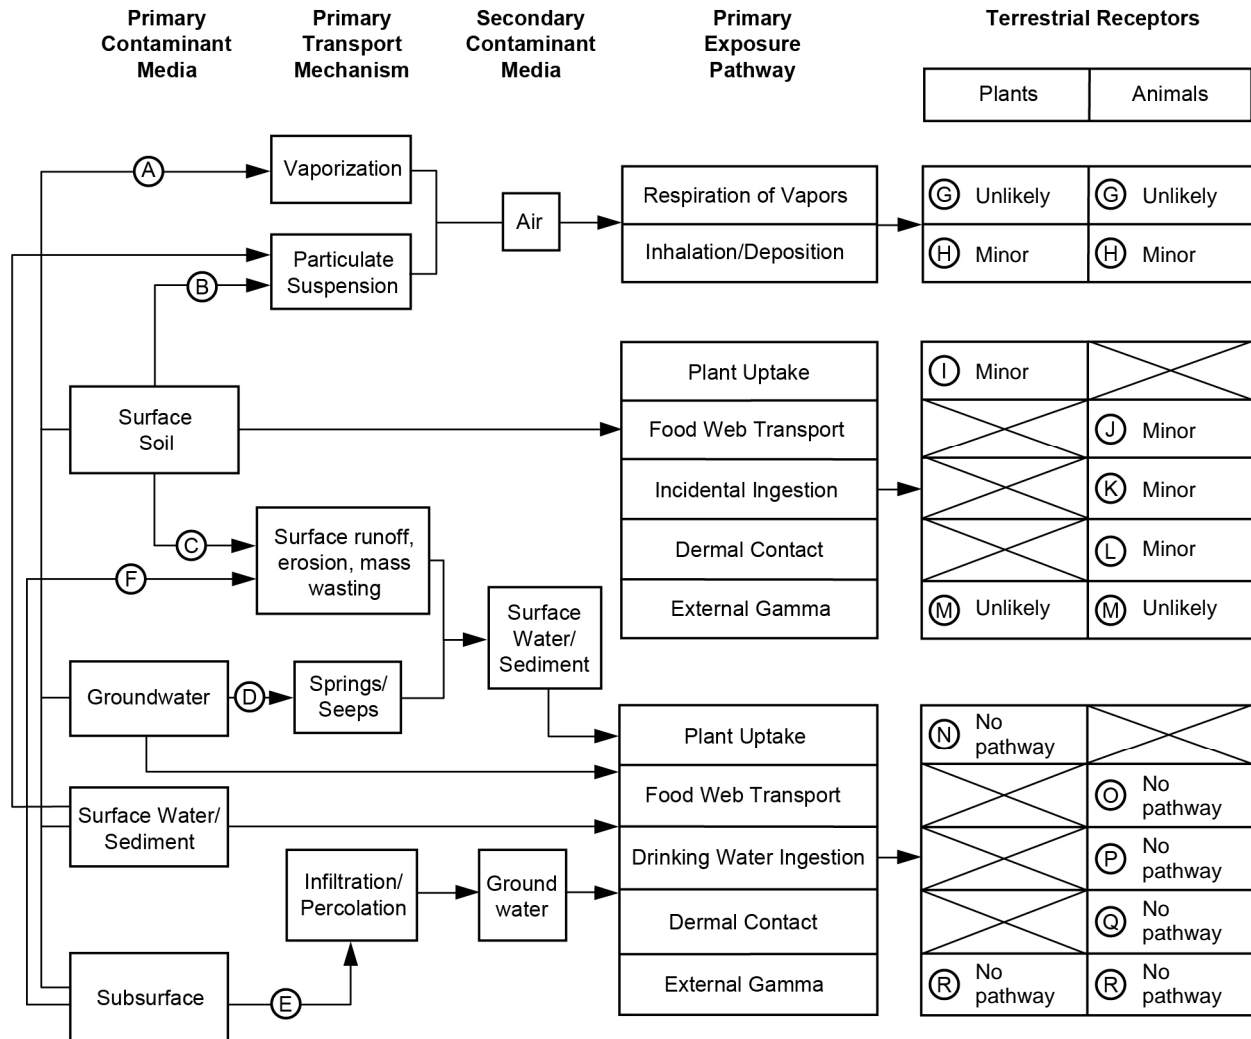 Primary
Contaminant
Media
Primary
Transport
Mechanism
Secondary
Contaminant
Media
Primary
Exposure
Pathway
Terrestrial Receptors
Plants
Animals
A
Vaporization
Air
Respiration of Vapors
G Unlikely
G Unlikely
B
Particulate
Suspension
Inhalation/Deposition
H Minor
H Minor
Surface
Soil
Plant Uptake
I Minor
Food Web Transport
J Minor
Incidental Ingestion
K Minor
C
Surface runoff,
erosion, mass
wasting
Dermal Contact
L Minor
F
External Gamma
M Unlikely
M Unlikely
Surface
Water/
Sediment
Groundwater
D
Springs/
Seeps
Plant Uptake
N No
pathway
Food Web Transport
O No
pathway
Surface Water/
Sediment
Drinking Water Ingestion
P No
pathway
Infiltration/
Percolation
Ground
water
Dermal Contact
Q No
pathway
Subsurface
E
External Gamma
R No
pathway
R No
pathway